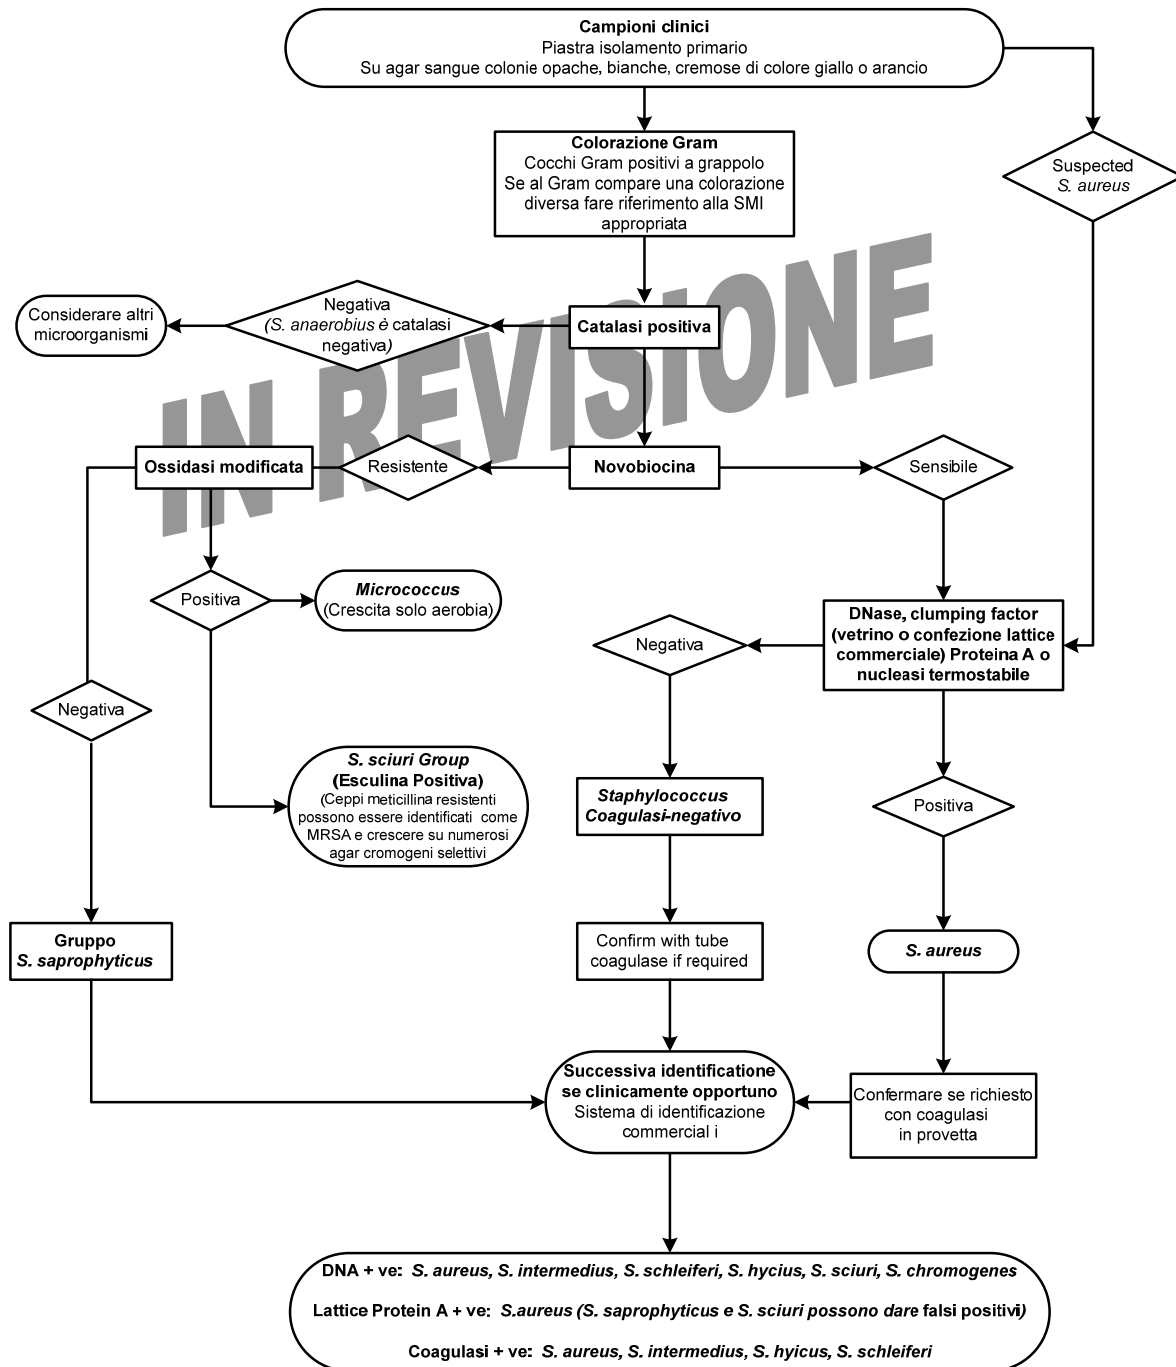 Campioni clinici
Piastra isolamento primario
Su agar sangue colonie opache, bianche, cremose di colore giallo o arancio
Colorazione Gram
Cocchi Gram positivi a grappolo
Se al Gram compare una colorazione
diversa fare riferimento alla SMI
appropriata
Suspected
S. aureus
Negativa
(S. anaerobius è catalasi
negativa)
Considerare altri
microorganismi
Catalasi positiva
IN REVISIONE
Ossidasi modificata
Resistente
Novobiocina
Sensibile
Positiva
Micrococcus
(Crescita solo aerobia)
DNase, clumping factor
(vetrino o confezione lattice
commerciale) Proteina A o
nucleasi termostabile
Negativa
Negativa
S. sciuri Group
(Esculina Positiva)
(Ceppi meticillina resistenti
possono essere identificati come
MRSA e crescere su numerosi
agar cromogeni selettivi
Staphylococcus
Coagulasi-negativo
Positiva
Gruppo
S. saprophyticus
Confirm with tube
coagulase if required
S. aureus
Successiva identificatione
se clinicamente opportuno
Sistema di identificazione
commercial i
Confermare se richiesto
con coagulasi
in provetta
DNA + ve: S. aureus, S. intermedius, S. schleiferi, S. hycius, S. sciuri, S. chromogenes
Lattice Protein A + ve: S.aureus (S. saprophyticus e S. sciuri possono dare falsi positivi)
Coagulasi + ve: S. aureus, S. intermedius, S. hyicus, S. schleiferi